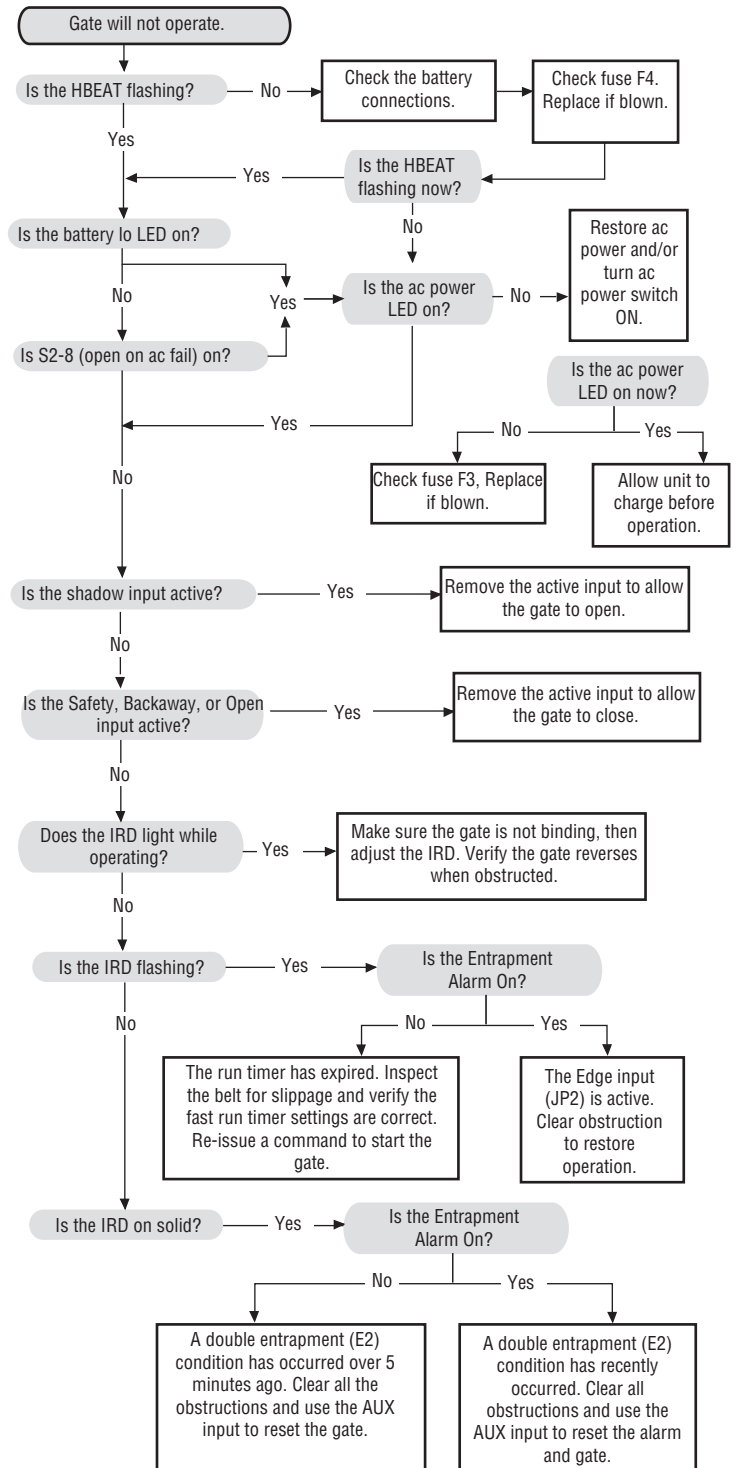 Gate will not operate.
Is the HBEAT flashing?
No
Check the battery
connections.
Check fuse F4.
Replace if blown.
Yes
Is the HBEAT
flashing now?
Yes
No
Is the battery lo LED on?
No
Yes
Is the ac power
LED on?
No
Restore ac
power and/or
turn ac
power switch
ON.
Is S2-8 (open on ac fail) on?
Is the ac power
LED on now?
Yes
No
Yes
No
Check fuse F3, Replace
if blown.
Allow unit to
charge before
operation.
Is the shadow input active?
Yes
Remove the active input to allow
the gate to open.
No
Is the Safety, Backaway, or Open
input active?
Yes
Remove the active input to allow
the gate to close.
No
Does the IRD light while
operating?
Yes
Make sure the gate is not binding, then
adjust the IRD. Verify the gate reverses
when obstructed.
No
Is the IRD flashing?
Yes
Is the Entrapment
Alarm On?
No
No
Yes
The run timer has expired. Inspect
the belt for slippage and verify the
fast run timer settings are correct.
Re-issue a command to start the
gate.
The Edge input
(JP2) is active.
Clear obstruction
to restore
operation.
Is the IRD on solid?
Yes
Is the Entrapment
Alarm On?
No
Yes
A double entrapment (E2)
condition has occurred over 5
minutes ago. Clear all the
obstructions and use the AUX
input to reset the gate.
A double entrapment (E2)
condition has recently
occurred. Clear all
obstructions and use the
AUX input to reset the alarm
and gate.